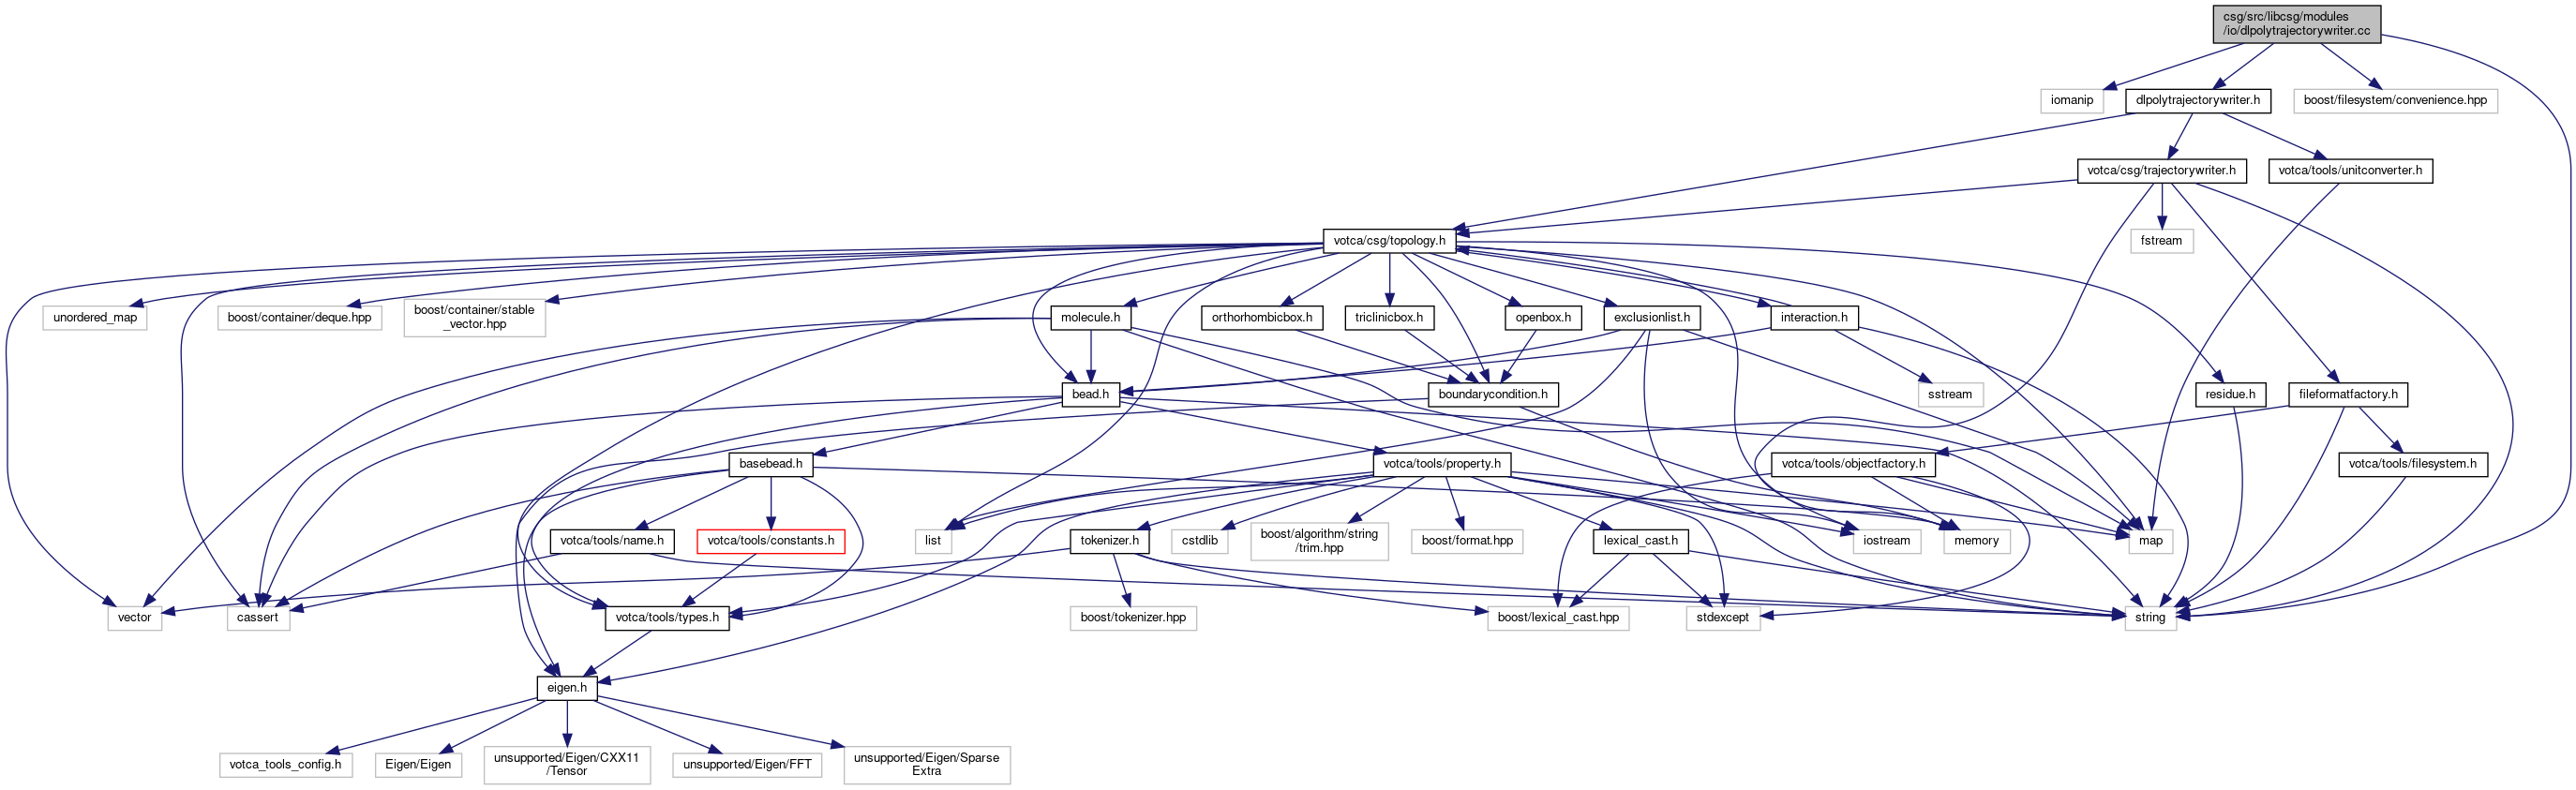 csg/src/libcsg/modules
/io/dlpolytrajectorywriter.cc
iomanip
dlpolytrajectorywriter.h
boost/filesystem/convenience.hpp
votca/csg/trajectorywriter.h
votca/tools/unitconverter.h
votca/csg/topology.h
fstream
unordered_map
boost/container/deque.hpp
boost/container/stable
_vector.hpp
molecule.h
orthorhombicbox.h
triclinicbox.h
openbox.h
exclusionlist.h
interaction.h
bead.h
boundarycondition.h
sstream
residue.h
fileformatfactory.h
basebead.h
votca/tools/property.h
votca/tools/objectfactory.h
votca/tools/filesystem.h
votca/tools/name.h
votca/tools/constants.h
list
tokenizer.h
cstdlib
boost/algorithm/string
/trim.hpp
boost/format.hpp
lexical_cast.h
iostream
memory
map
vector
cassert
votca/tools/types.h
boost/tokenizer.hpp
boost/lexical_cast.hpp
stdexcept
string
eigen.h
votca_tools_config.h
Eigen/Eigen
unsupported/Eigen/CXX11
/Tensor
unsupported/Eigen/FFT
unsupported/Eigen/Sparse
Extra